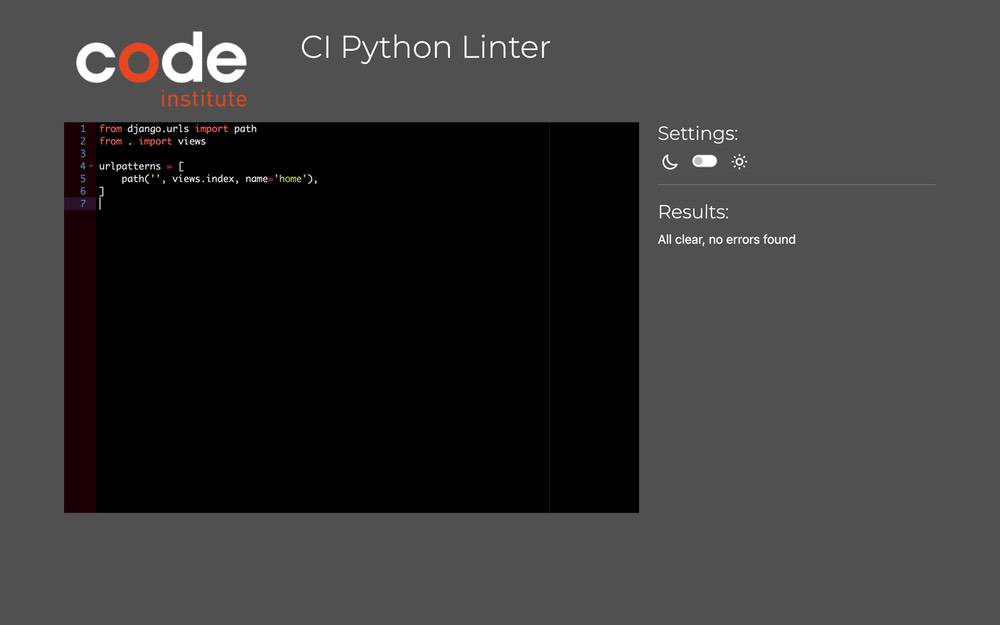 code
institute
CI Python Linter
1 from django.urls import path
2 from . import views
3
4 urlpatterns = [
5     path('', views.index, name='home'),
6 ]
7
Settings:
Results:
All clear, no errors found